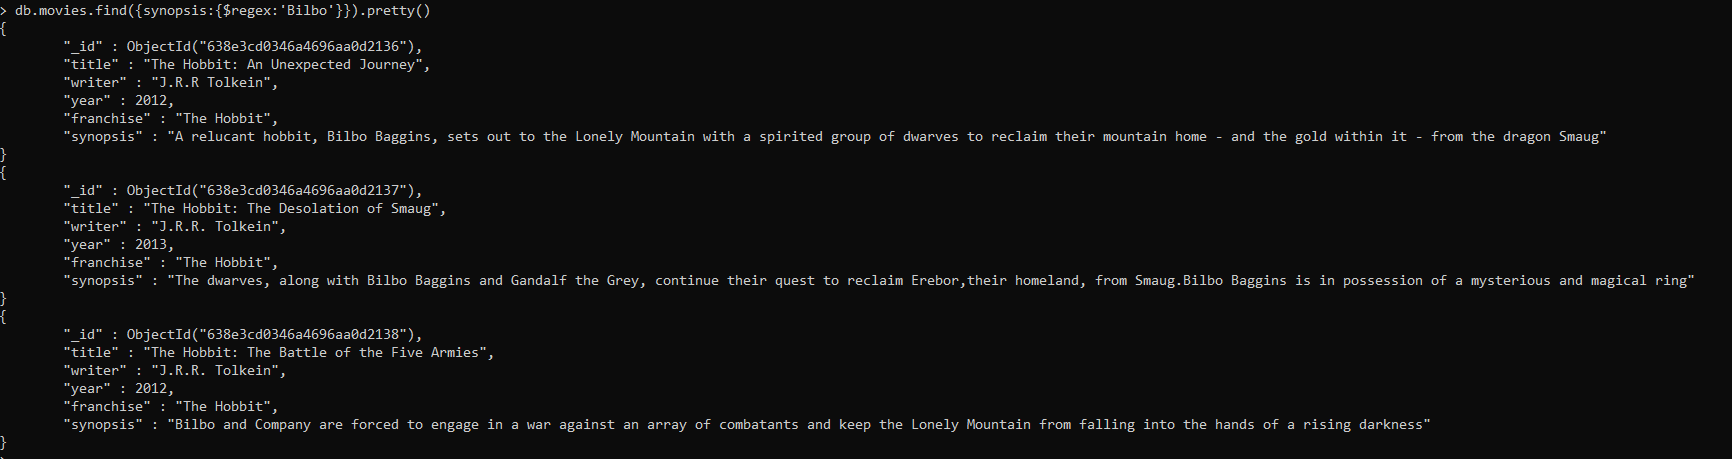 > db.movies.find({synopsis:{$regex:'Bilbo'}}).pretty()
{
        "_id" : ObjectId("638e3cd0346a4696aa0d2136"),
        "title" : "The Hobbit: An Unexpected Journey",
        "writer" : "J.R.R Tolkein",
        "year" : 2012,
        "franchise" : "The Hobbit",
        "synopsis" : "A relucant hobbit, Bilbo Baggins, sets out to the Lonely Mountain with a spirited group of dwarves to reclaim their mountain home - and the gold within it - from the dragon Smaug"
}
{
        "_id" : ObjectId("638e3cd0346a4696aa0d2137"),
        "title" : "The Hobbit: The Desolation of Smaug",
        "writer" : "J.R.R. Tolkein",
        "year" : 2013,
        "franchise" : "The Hobbit",
        "synopsis" : "The dwarves, along with Bilbo Baggins and Gandalf the Grey, continue their quest to reclaim Erebor,their homeland, from Smaug.Bilbo Baggins is in possession of a mysterious and magical ring"
}
{
        "_id" : ObjectId("638e3cd0346a4696aa0d2138"),
        "title" : "The Hobbit: The Battle of the Five Armies",
        "writer" : "J.R.R. Tolkein",
        "year" : 2012,
        "franchise" : "The Hobbit",
        "synopsis" : "Bilbo and Company are forced to engage in a war against an array of combatants and keep the Lonely Mountain from falling into the hands of a rising darkness"
}